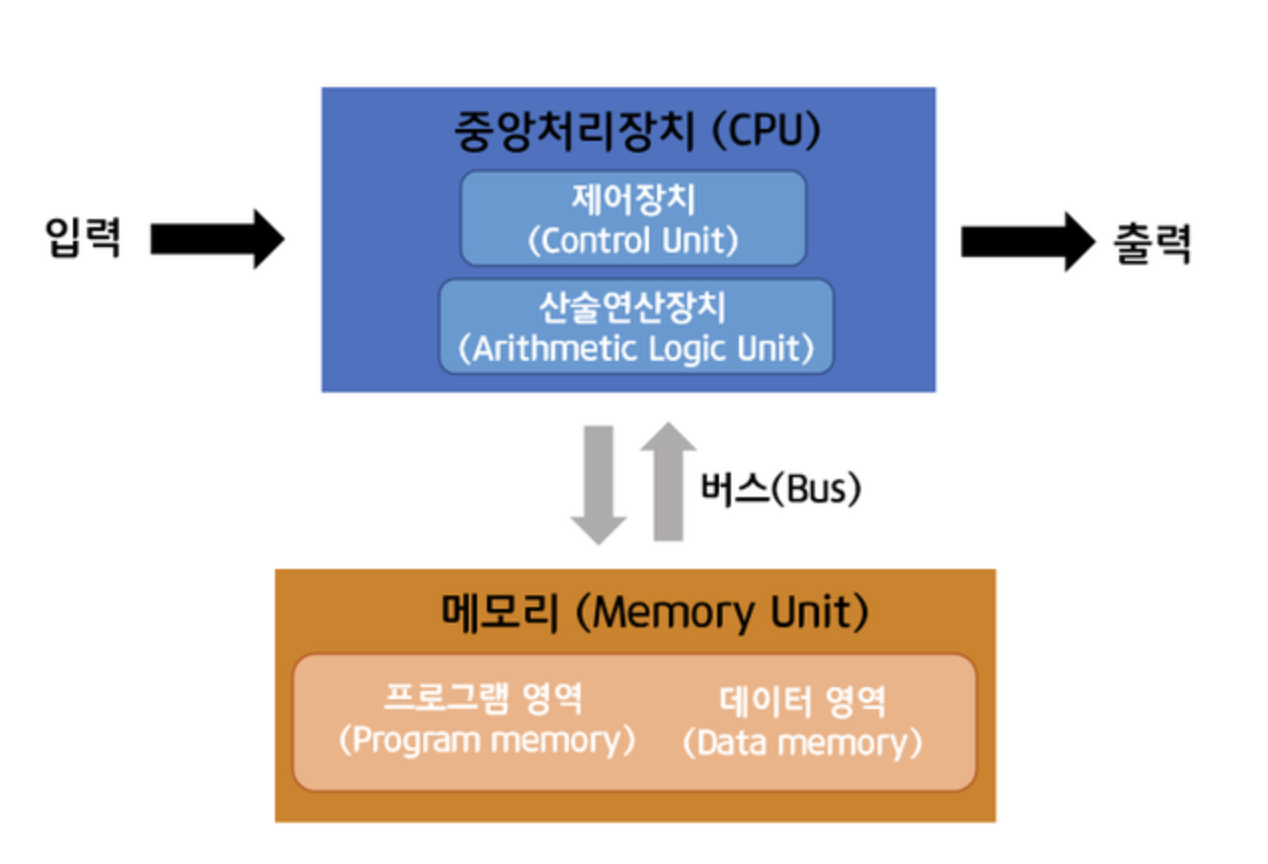 중앙처리장치 (CPU)
제어장치
(Control Unit)
입력
출력
산술연산장치
(Arithmetic Logic Unit)
버스(Bus)
메모리 (Memory Unit)
프로그램 영역
(Program memory)
데이터 영역
(Data memory)